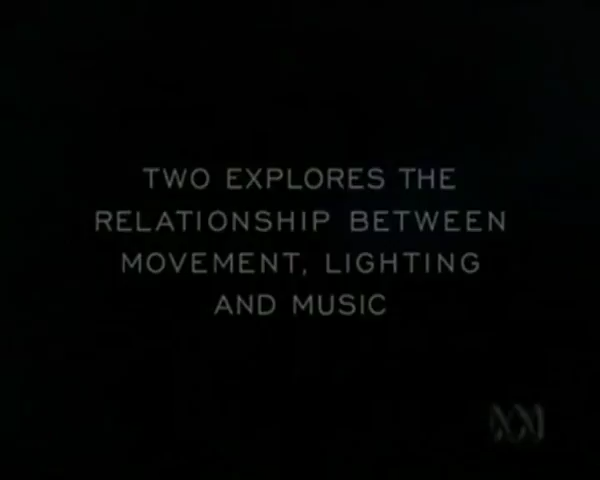 TWO EXPLORES THE
RELATIONSHIP BETWEEN
MOVEMENT, LIGHTING
AND MUSIC